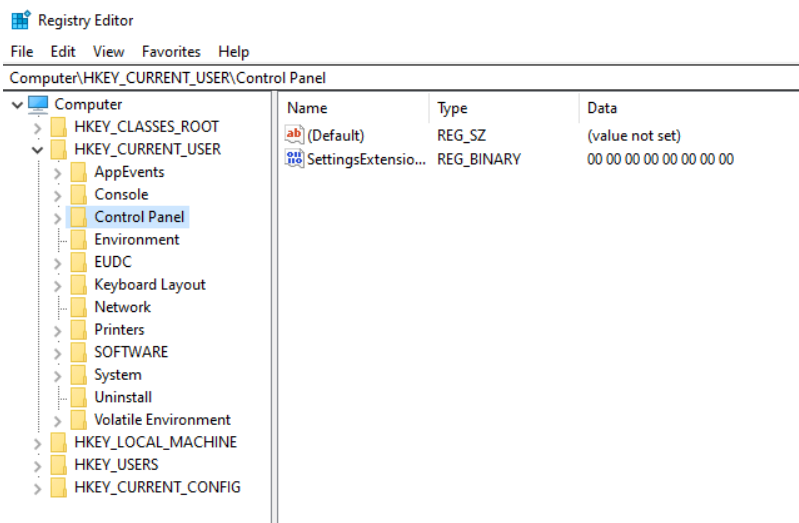 Registry Editor
File Edit View Favorites Help
Computer\HKEY_CURRENT_USER\Control Panel
Computer
HKEY_CLASSES_ROOT
HKEY_CURRENT_USER
AppEvents
Console
Control Panel
Environment
EUDC
Keyboard Layout
Network
Printers
SOFTWARE
System
Uninstall
Volatile Environment
HKEY_LOCAL_MACHINE
HKEY_USERS
HKEY_CURRENT_CONFIG
Name Type Data
ab (Default) REG_SZ (value not set)
SettingsExtensio... REG_BINARY 00 00 00 00 00 00 00 00